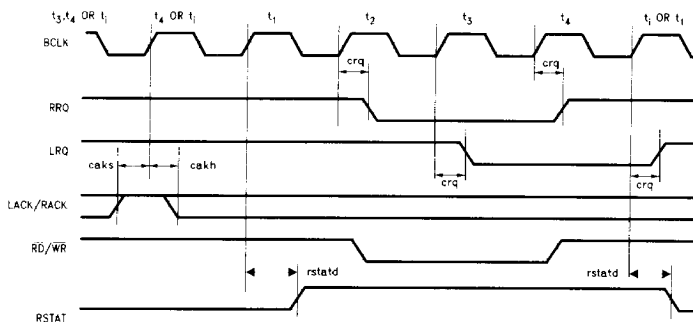 t3,t4 OR ti t4 OR ti t1 t2 t3 t4 ti OR t1
BCLK
crq crq
RRQ
LRQ
caks cakh crq crq
LACK/RACK
RD/WR
rstatd rstatd
RSTAT